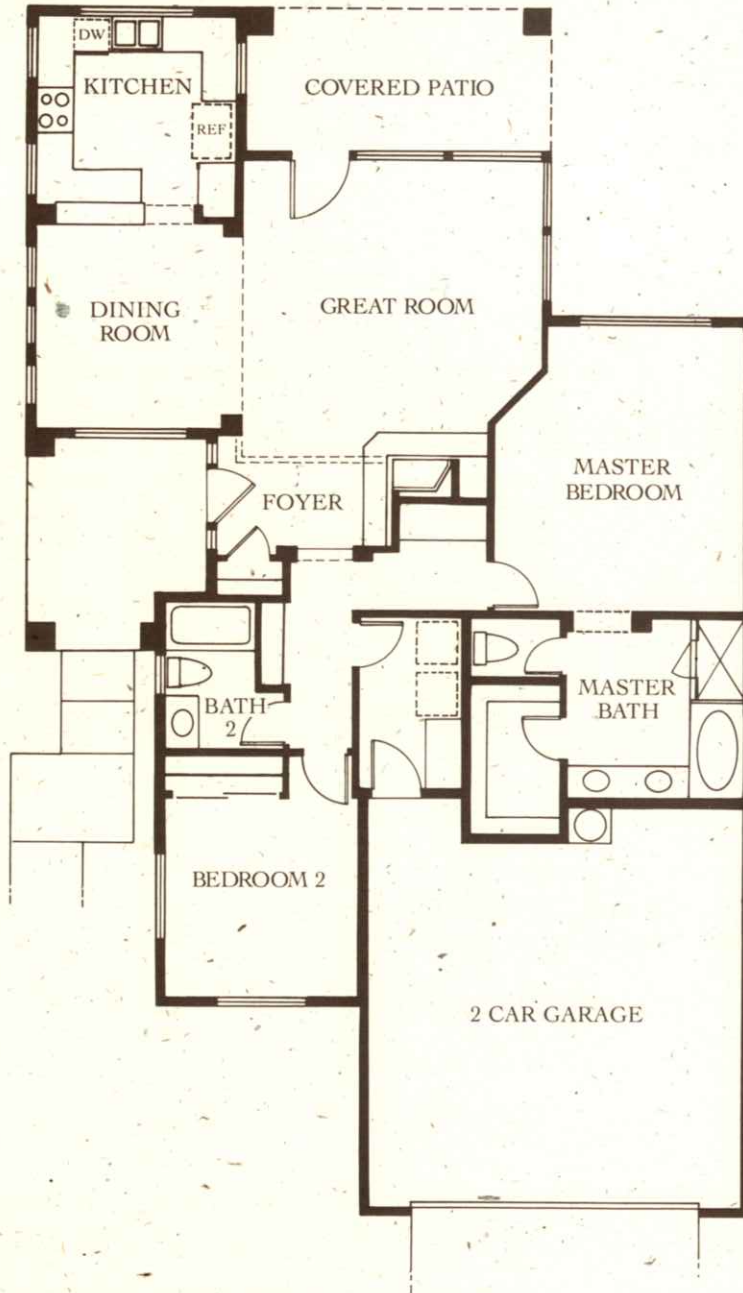 DW
KITCHEN
COVERED PATIO
REF
DINING
ROOM
GREAT ROOM
MASTER
BEDROOM
FOYER
BATH
2
MASTER
BATH
BEDROOM 2
2 CAR GARAGE